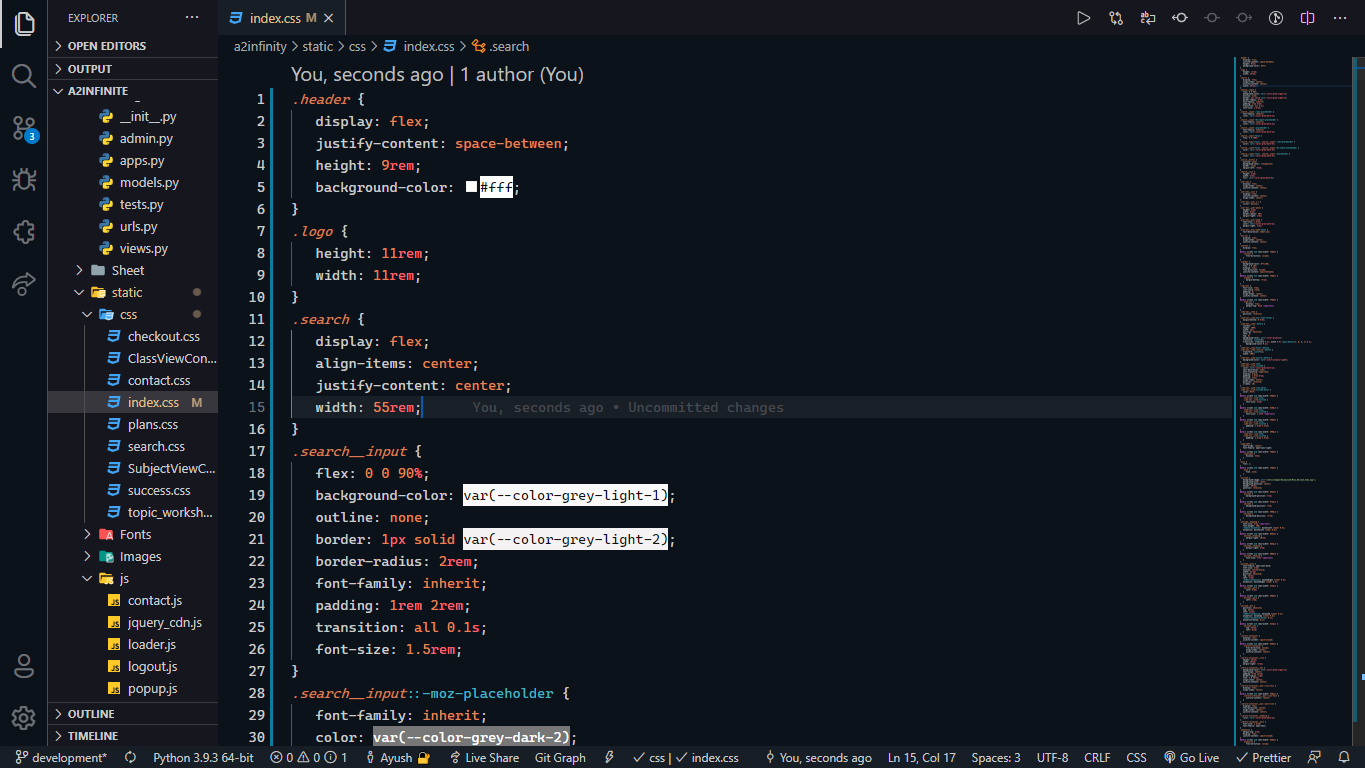 EXPLORER
OPEN EDITORS
OUTPUT
A2INFINITE
__init__.py
admin.py
apps.py
models.py
tests.py
urls.py
views.py
Sheet
static
css
checkout.css
ClassViewCon...
contact.css
index.css M
plans.css
search.css
SubjectViewC...
success.css
topic_worksh...
Fonts
Images
js
contact.js
jquery_cdn.js
loader.js
logout.js
popup.js
OUTLINE
TIMELINE
3
index.css M
a2infinity > static > css > index.css > .search
You, seconds ago | 1 author (You)
1 .header {
2 display: flex;
3 justify-content: space-between;
4 height: 9rem;
5 background-color: #fff;
6 }
7 .logo {
8 height: 11rem;
9 width: 11rem;
10 }
11 .search {
12 display: flex;
13 align-items: center;
14 justify-content: center;
15 width: 55rem; You, seconds ago • Uncommitted changes
16 }
17 .search__input {
18 flex: 0 0 90%;
19 background-color: var(--color-grey-light-1);
20 outline: none;
21 border: 1px solid var(--color-grey-light-2);
22 border-radius: 2rem;
23 font-family: inherit;
24 padding: 1rem 2rem;
25 transition: all 0.1s;
26 font-size: 1.5rem;
27 }
28 .search__input::-moz-placeholder {
29 font-family: inherit;
30 color: var(--color-grey-dark-2);
development* Python 3.9.3 64-bit 0 0 1 Ayush Live Share Git Graph css | index.css You, seconds ago Ln 15, Col 17 Spaces: 3 UTF-8 CRLF CSS Go Live Prettier